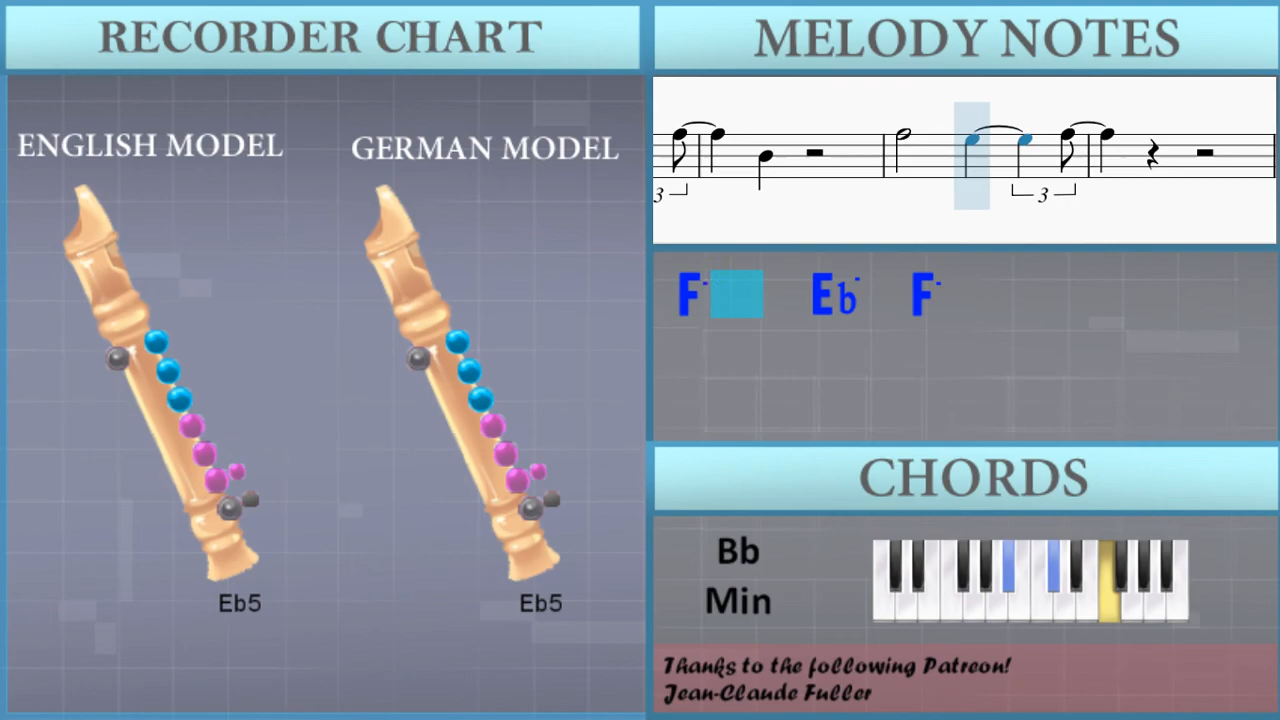 RECORDER CHART
ENGLISH MODEL
GERMAN MODEL
Eb5
Eb5
MELODY NOTES
3
3
F- Eb- F-
CHORDS
Bb
Min
Thanks to the following Patreon!
Jean-Claude Fuller